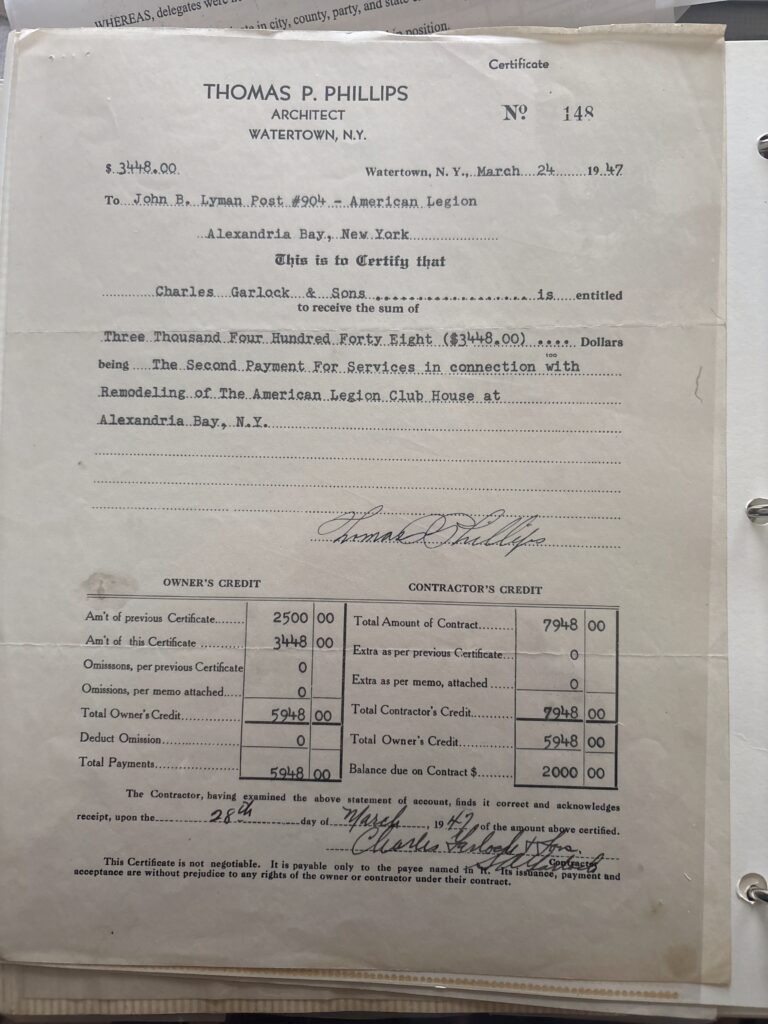 WHEREAS, delegates were
in city, county, party, and state
position.
Certificate
THOMAS P. PHILLIPS
ARCHITECT
WATERTOWN, N.Y.
Nº 148
$ 3448.00 Watertown, N. Y., March 24 1947
To John B. Lyman Post #904 - American Legion
Alexandria Bay, New York
This is to Certify that
Charles Garlock & Sons is entitled
to receive the sum of
Three Thousand Four Hundred Forty Eight ($3448.00) .... Dollars
being The Second Payment For Services in connection with
Remodeling of The American Legion Club House at
Alexandria Bay, N.Y.
Thomas P Phillips
OWNER'S CREDIT
Am't of previous Certificate....... 2500 00
Am't of this Certificate .......... 3448 00
Omisssons, per previous Certificate 0
Omissions, per memo attached..... 0
Total Owner's Credit........... 5948 00
Deduct Omission................ 0
Total Payments................. 5948 00
CONTRACTOR'S CREDIT
Total Amount of Contract......... 7948 00
Extra as per previous Certificate... 0
Extra as per memo, attached ...... 0
Total Contractor's Credit......... 7948 00
Total Owner's Credit............ 5948 00
Balance due on Contract $......... 2000 00
The Contractor, having examined the above statement of account, finds it correct and acknowledges
receipt, upon the 28th day of March, 1947 of the amount above certified.
Charles Garlock & Sons.
Contractor
This Certificate is not negotiable. It is payable only to the payee named in it. Its issuance, payment and
acceptance are without prejudice to any rights of the owner or contractor under their contract.